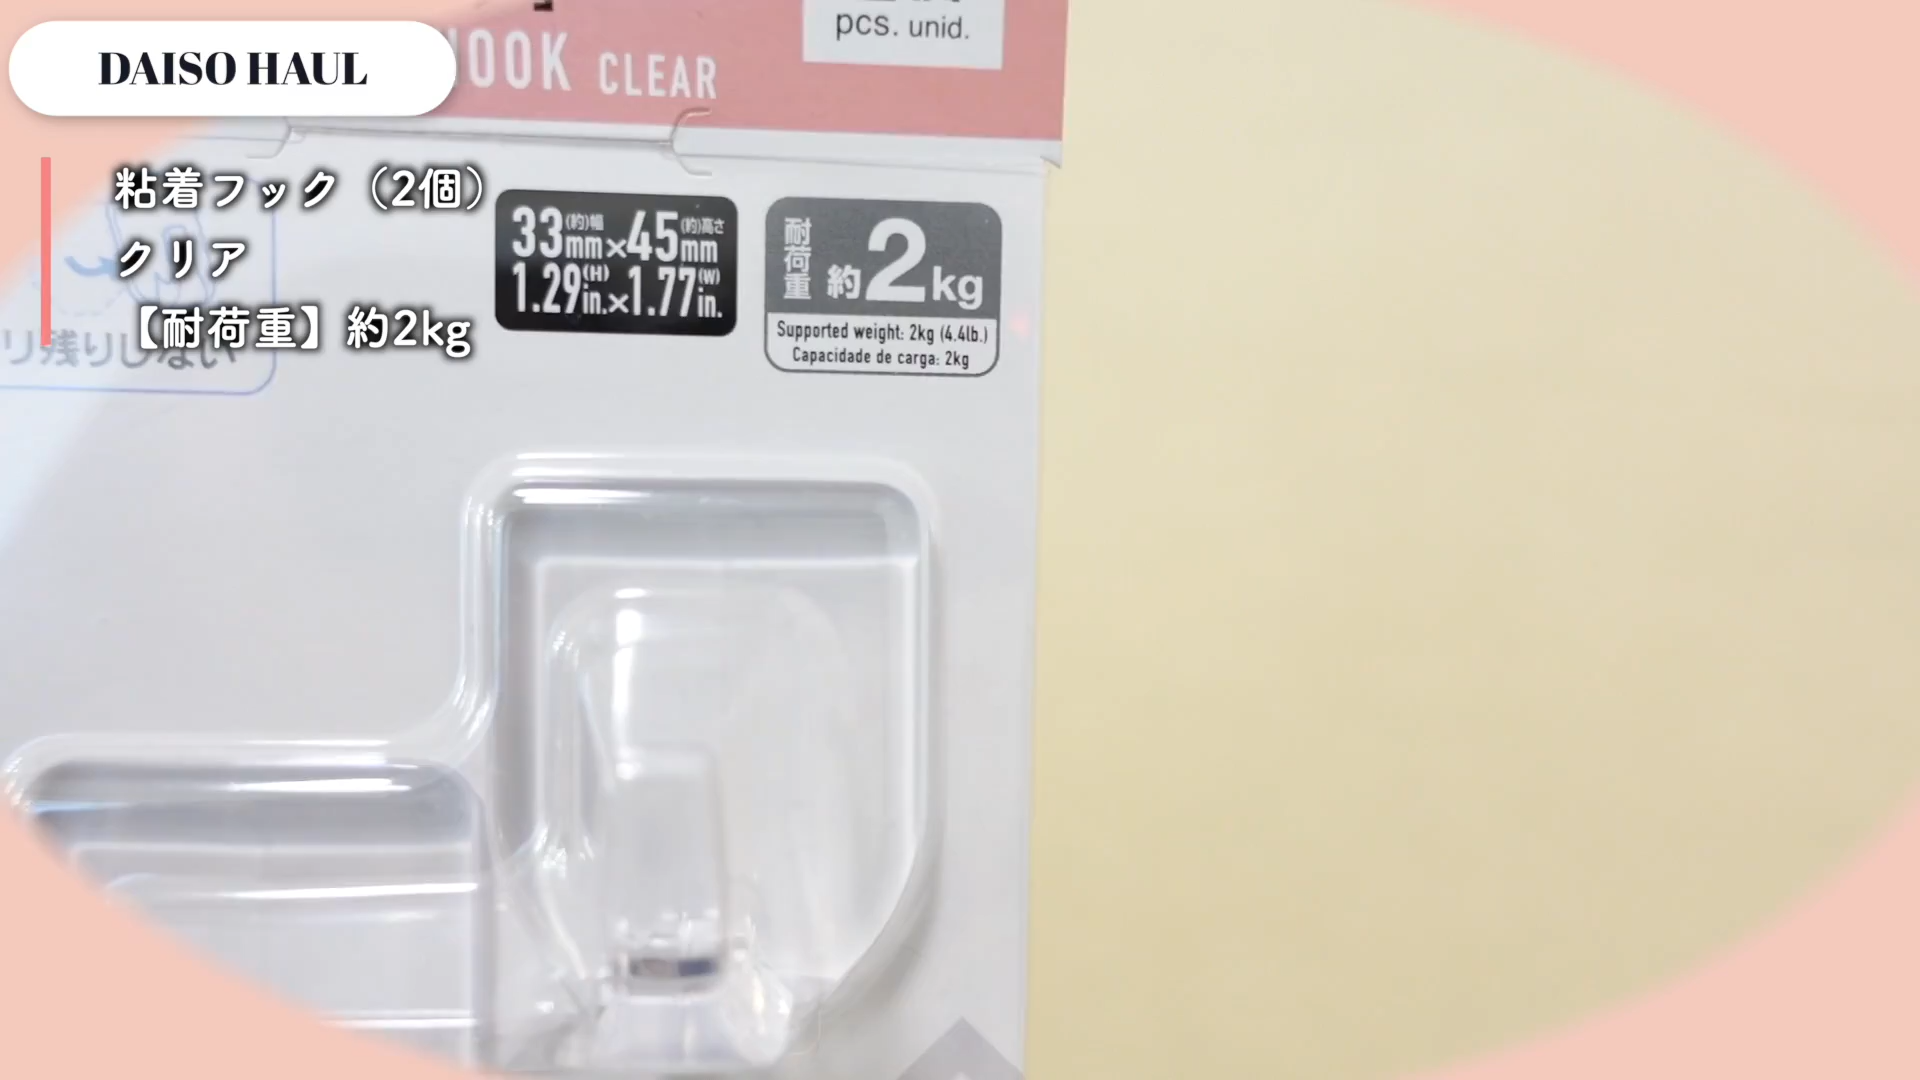 DAISO HAUL
HOOK CLEAR
pcs. unid.
粘着フック（2個）
クリア
【耐荷重】約2kg
リ残りしない
33mm(約)幅×45mm(約)高さ
1.29in.(H)×1.77in.(W)
耐荷重 約2kg
Supported weight: 2kg (4.4lb.)
Capacidade de carga: 2kg